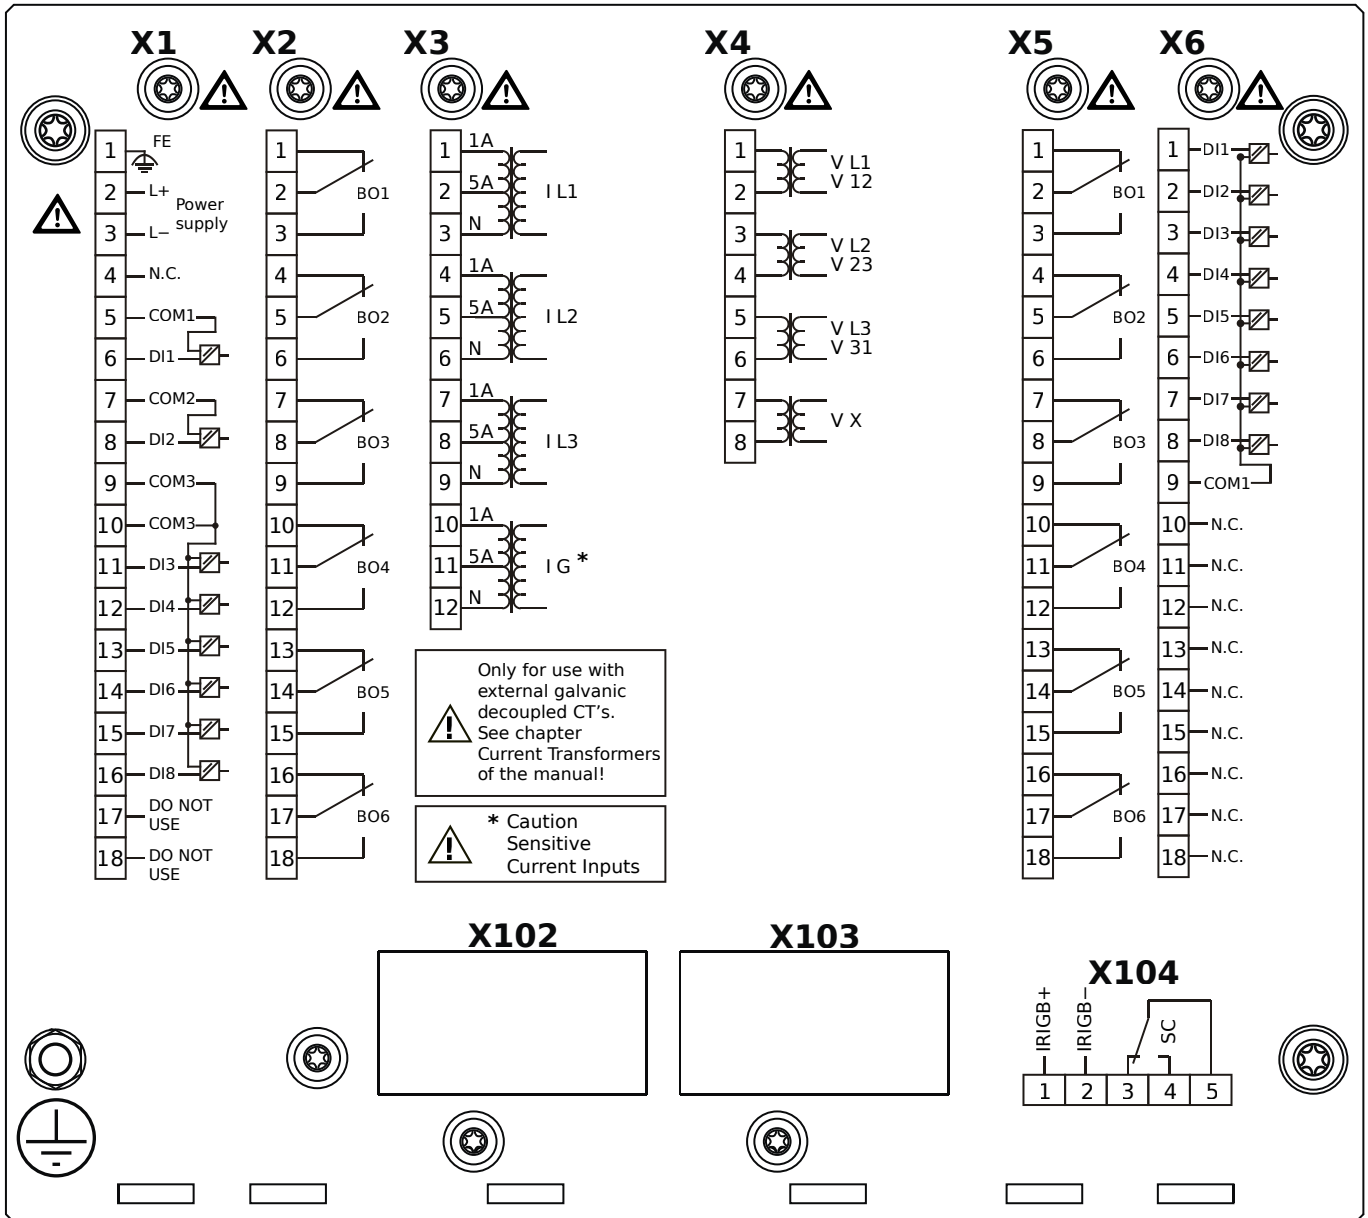 X1
X2
X3
X4
X5
X6
1 FE
2 L+
Power
supply
3 L−
4 N.C.
5 COM1
6 DI1
7 COM2
8 DI2
9 COM3
10 COM3
11 DI3
12 DI4
13 DI5
14 DI6
15 DI7
16 DI8
17 DO NOT
USE
18 DO NOT
USE
1
2 BO1
3
4
5 BO2
6
7
8 BO3
9
10
11 BO4
12
13
14 BO5
15
16
17 BO6
18
1 1A
2 5A I L1
3 N
4 1A
5 5A I L2
6 N
7 1A
8 5A I L3
9 N
10 1A
11 5A I G *
12 N
Only for use with
external galvanic
decoupled CT's.
See chapter
Current Transformers
of the manual!
* Caution
Sensitive
Current Inputs
1 V L1
2 V 12
3 V L2
4 V 23
5 V L3
6 V 31
7 V X
8
1
2 BO1
3
4
5 BO2
6
7
8 BO3
9
10
11 BO4
12
13
14 BO5
15
16
17 BO6
18
1 DI1
2 DI2
3 DI3
4 DI4
5 DI5
6 DI6
7 DI7
8 DI8
9 COM1
10 N.C.
11 N.C.
12 N.C.
13 N.C.
14 N.C.
15 N.C.
16 N.C.
17 N.C.
18 N.C.
X102
X103
X104
IRIGB+
IRIGB−
SC
1 2 3 4 5